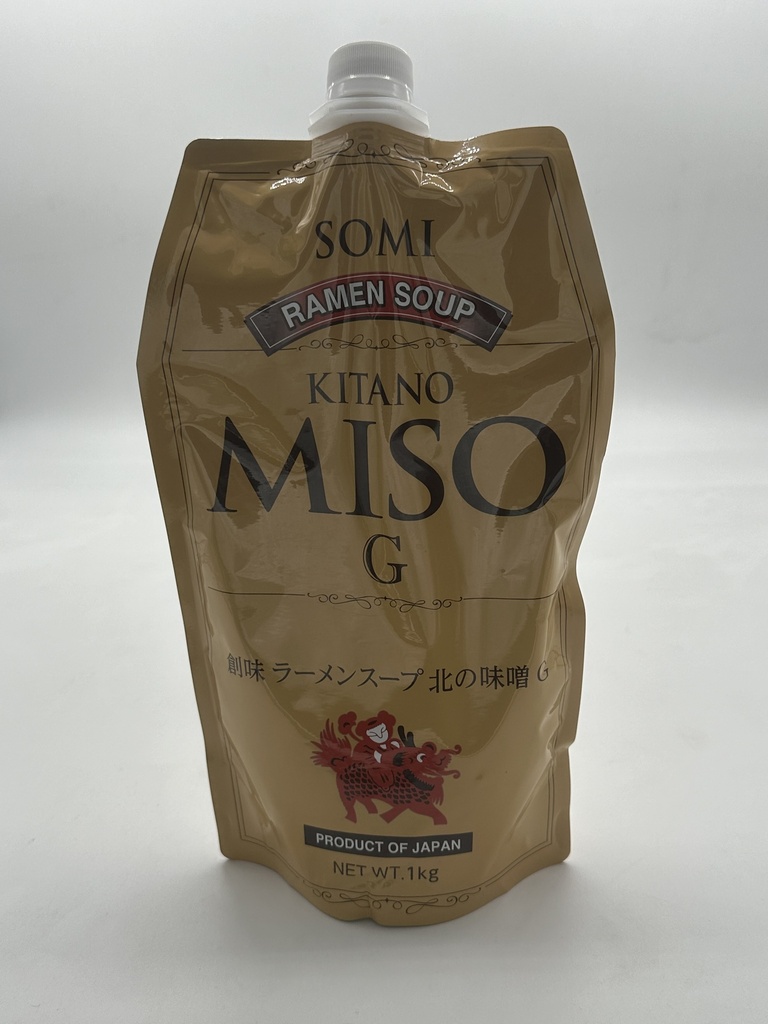 SOMI
RAMEN SOUP
KITANO
MISO
G
創味 ラーメンスープ 北の味噌 G
PRODUCT OF JAPAN
NET WT.1kg